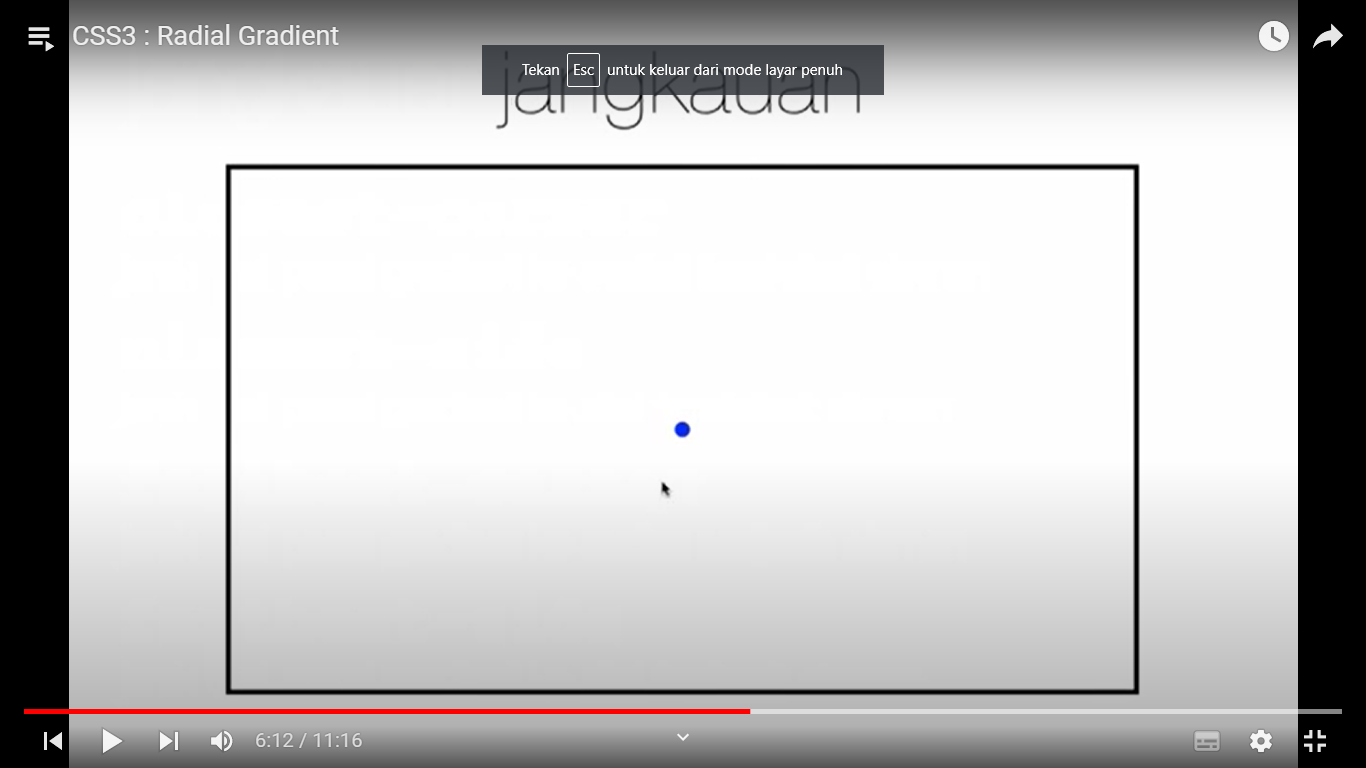 CSS3 : Radial Gradient
Tekan Esc untuk keluar dari mode layar penuh
jangkauan
6:12 / 11:16